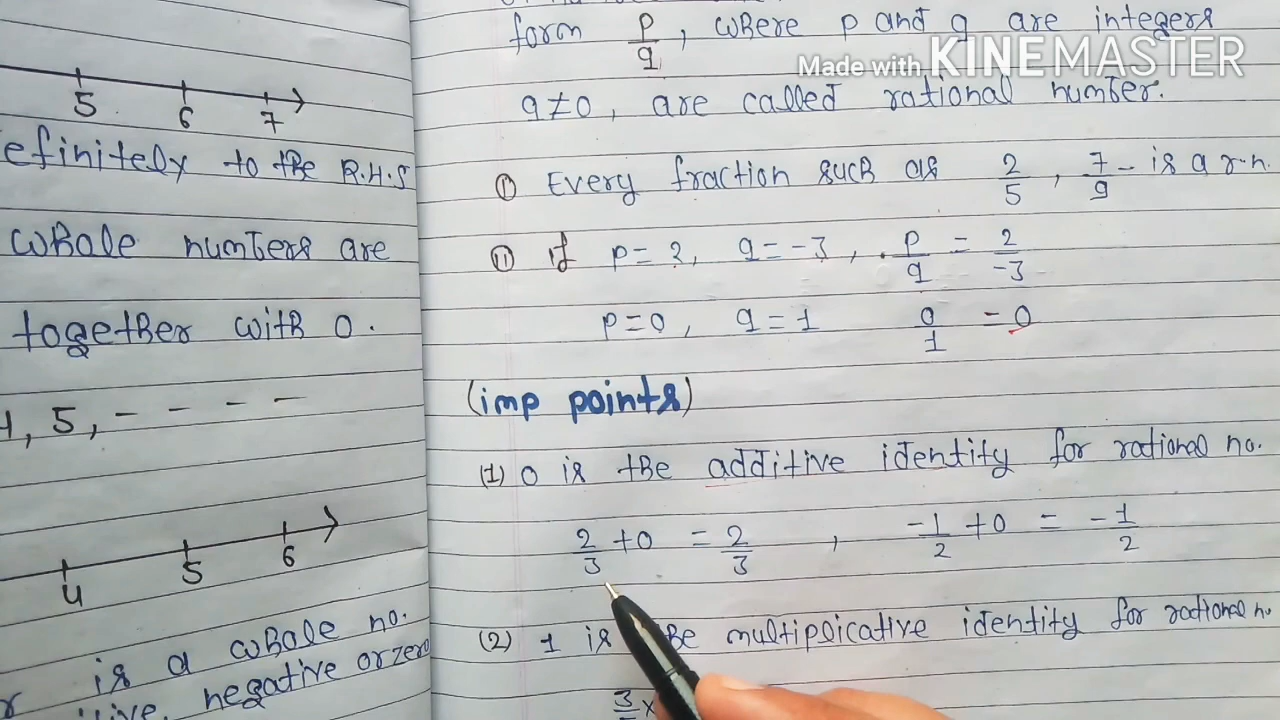 5 6 7
efinitely to the R.H.S
whole numbers are
together with 0.
4, 5, - - - -
4 5 6
is a whole no.
negative or zero
form p/q, where p and q are integers
Made with KINEMASTER
q≠0, are called rational number.
(i) Every fraction such as 2/5, 7/9 - is a r.n.
(ii) if p=2, q=-3, p/q = 2/-3
p=0, q=1 0/1 = 0
(imp points)
(1) 0 is the additive identity for rational no.
2/3 +0 = 2/3 , -1/2 +0 = -1/2
(2) 1 is the multiplicative identity for rational n
3 ×